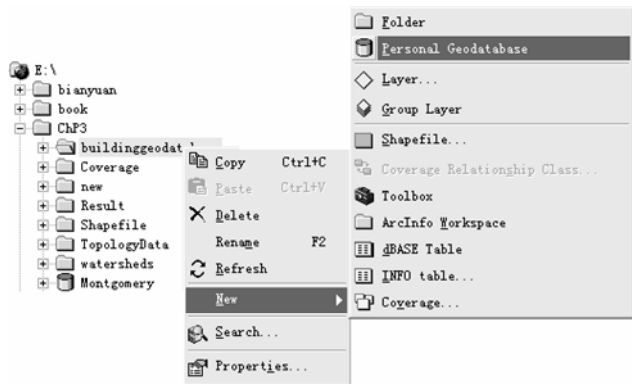 E:\
bianyuan
book
ChP3
buildinggeodat
Coverage
new
Result
Shapefile
TopologyData
watersheds
Montgomery
Copy Ctrl+C
Paste Ctrl+V
Delete
Rename F2
Refresh
New
Search...
Properties...
Folder
Personal Geodatabase
Layer...
Group Layer
Shapefile...
Coverage Relationship Class...
Toolbox
ArcInfo Workspace
dBASE Table
INFO table...
Coverage...